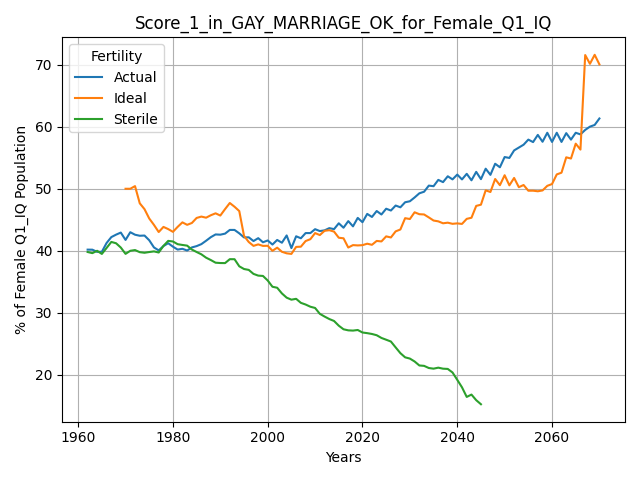 Score_1_in_GAY_MARRIAGE_OK_for_Female_Q1_IQ
Fertility
Actual
Ideal
Sterile
% of Female Q1_IQ Population
70
60
50
40
30
20
1960
1980
2000
2020
2040
2060
Years